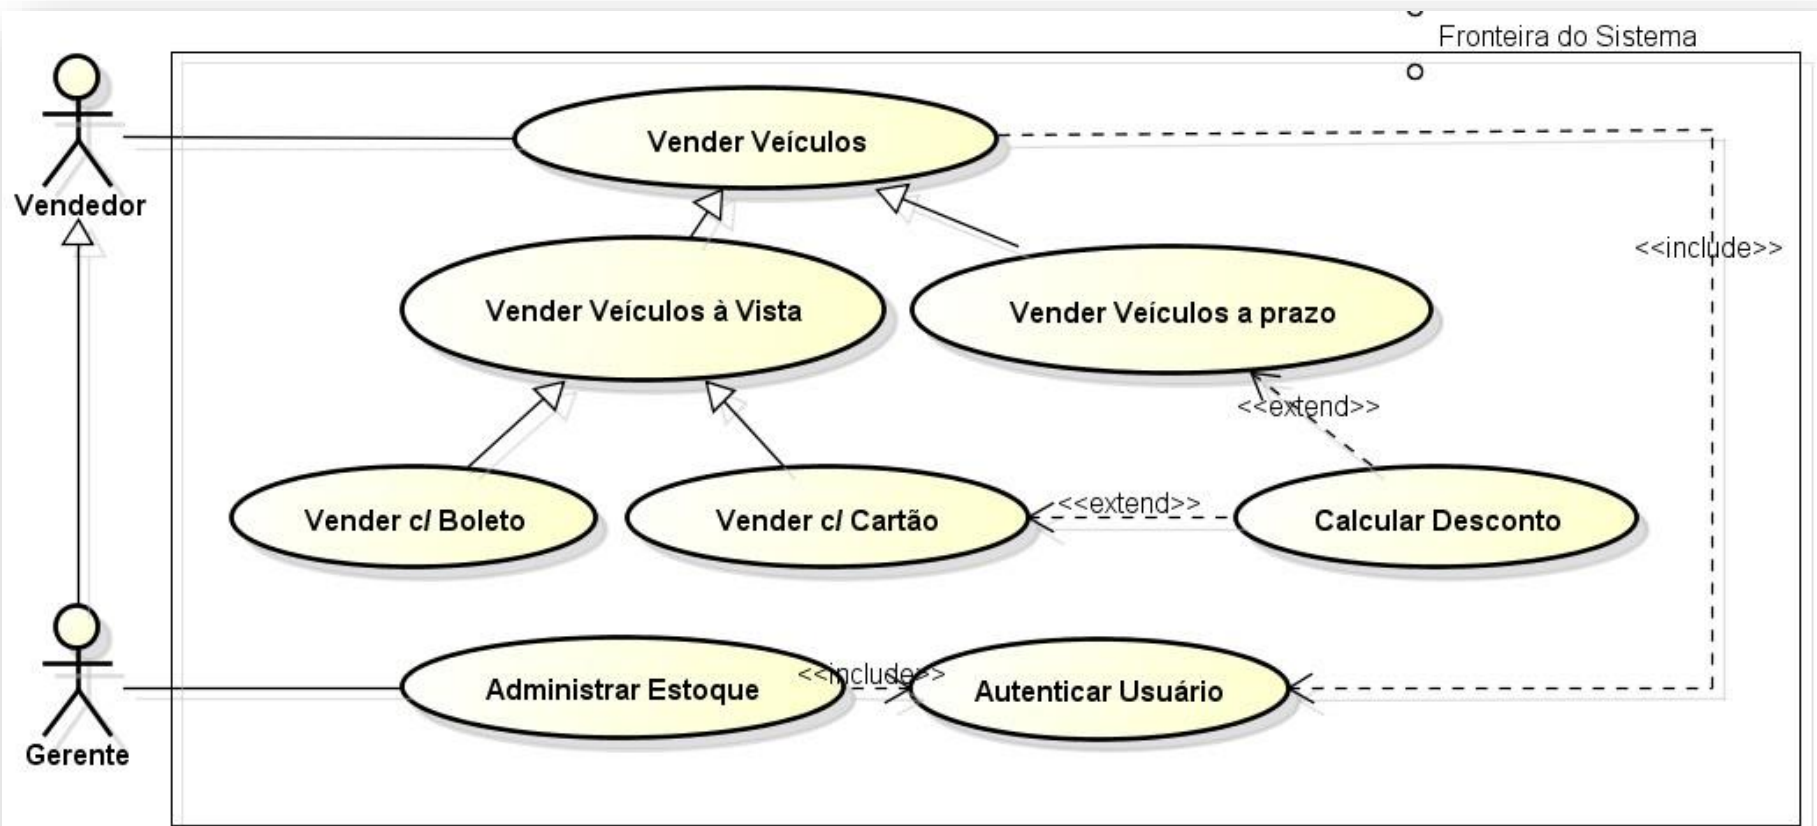 Fronteira do Sistema
Vender Veículos
Vendedor
<<include>>
Vender Veículos à Vista
Vender Veículos a prazo
<<extend>>
<<extend>>
Vender c/ Boleto
Vender c/ Cartão
Calcular Desconto
<<include>>
Administrar Estoque
Autenticar Usuário
Gerente